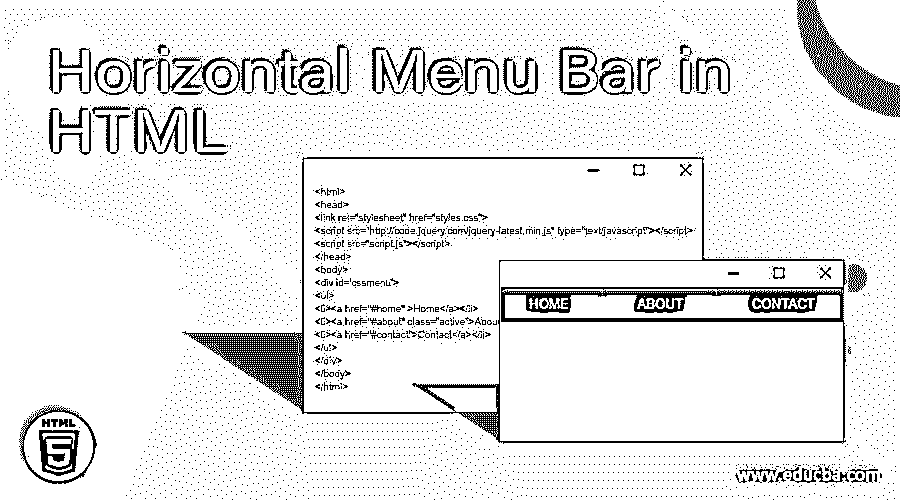 Horizontal Menu Bar in
HTML
<html>
<head>
<link rel="stylesheet" href="styles.css">
<script src="http://code.jquery.com/jquery-latest.min.js" type="text/javascript"></script>
<script src="script.js"></script>
</head>
<body>
<div id="cssmenu">
<ul>
<li><a href="#home" >Home</a></li>
<li><a href="#about" class="active">Abou
<li><a href="#contact">Contact</a></li>
</ul>
</div>
</body>
</html>
HOME ABOUT CONTACT
HTML
5
www.educba.com